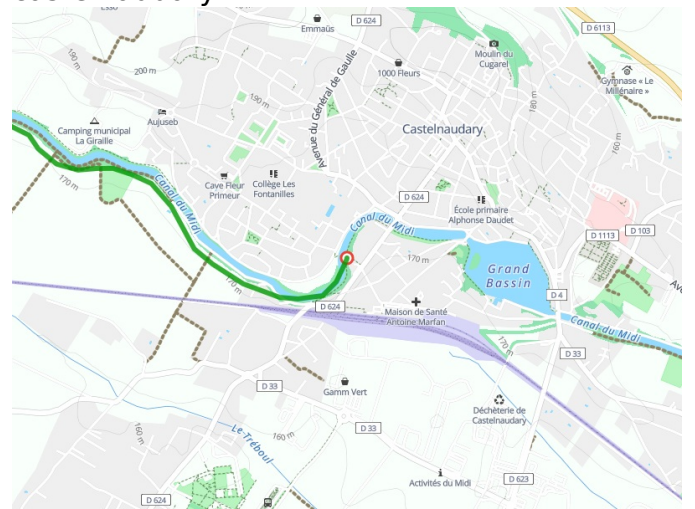 D 624
Emmaüs
D 6113
Moulin du
Cugarel
1000 Fleurs
Gymnase « Le
Millénaire »
190 m
200 m
Avenue du Général de Gaulle
190 m
180 m
160 m
Aujuseb
Camping municipal
La Giraille
Castelnaudary
Cave Fleur
Primeur
Collège Les
Fontanilles
170 m
D 624
École primaire
Alphonse Daudet
Canal du Midi
Canal du Midi
D 1113
D 103
170 m
Grand
Bassin
170 m
D 4
D 624
Maison de Santé
Antoine Marfan
Canal du Midi
170 m
D 33
D 33
Gamm Vert
Déchèterie de
Castelnaudary
Le Tréboul
160 m
160 m
D 33
D 623
Activités du Midi
D 624